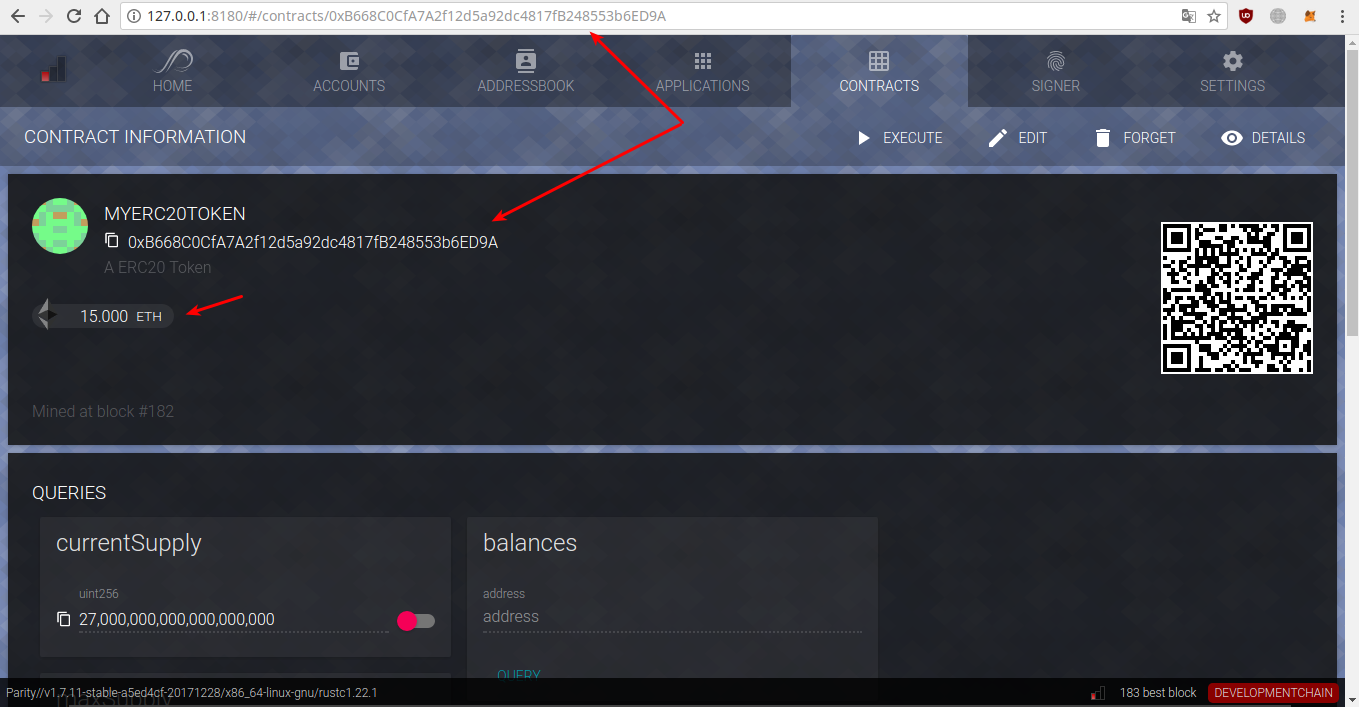 127.0.0.1:8180/#/contracts/0xB668C0CfA7A2f12d5a92dc4817fB248553b6ED9A
HOME
ACCOUNTS
ADDRESSBOOK
APPLICATIONS
CONTRACTS
SIGNER
SETTINGS
CONTRACT INFORMATION
EXECUTE
EDIT
FORGET
DETAILS
MYERC20TOKEN
0xB668C0CfA7A2f12d5a92dc4817fB248553b6ED9A
A ERC20 Token
15.000 ETH
Mined at block #182
QUERIES
currentSupply
uint256
27,000,000,000,000,000,000
balances
address
address
QUERY
maxSupply
Parity//v1.7.11-stable-a5ed4cf-20171228/x86_64-linux-gnu/rustc1.22.1
183 best block
DEVELOPMENTCHAIN